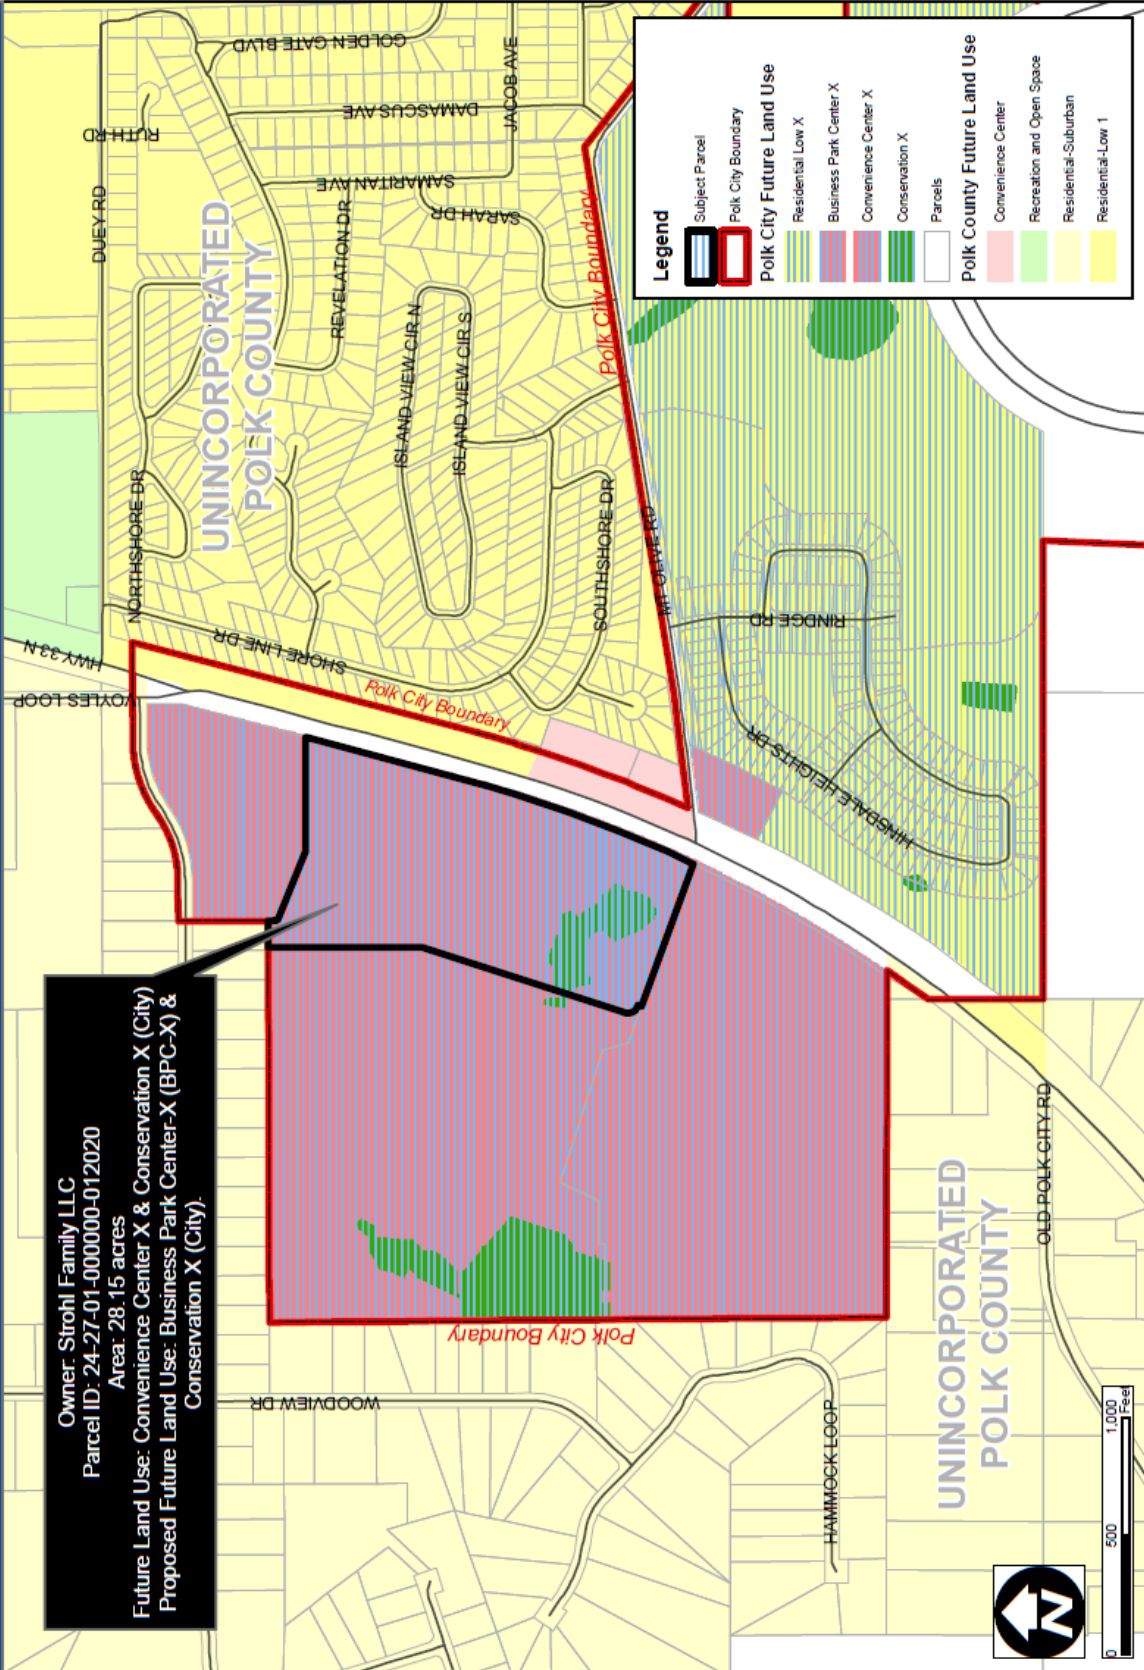 Owner: Strohl Family LLC
Parcel ID: 24-27-01-000000-012020
Area: 28.15 acres
Future Land Use: Convenience Center X & Conservation X (City)
Proposed Future Land Use: Business Park Center-X (BPC-X) &
Conservation X (City).
HWY 33 N
VOYLES LOOP
DUEY RD
RUTH RD
GOLDEN GATE BLVD
DAMASCUS AVE
JACOB AVE
SAMARITAN AVE
SARAH DR
REVELATION DR
UNINCORPORATED
POLK COUNTY
NORTHSHORE DR
SHORE LINE DR
ISLAND VIEW CIR N
ISLAND VIEW CIR S
SOUTHSHORE DR
MT OLIVE RD
Polk City Boundary
Polk City Boundary
Polk City Boundary
RINDGE RD
HINSDALE HEIGHTS DR
WOODVIEW DR
HAMMOCK LOOP
OLD POLK CITY RD
UNINCORPORATED
POLK COUNTY
Legend
Subject Parcel
Polk City Boundary
Polk City Future Land Use
Residential Low X
Business Park Center X
Convenience Center X
Conservation X
Parcels
Polk County Future Land Use
Convenience Center
Recreation and Open Space
Residential-Suburban
Residential-Low 1
N
0 500 1,000
Feet